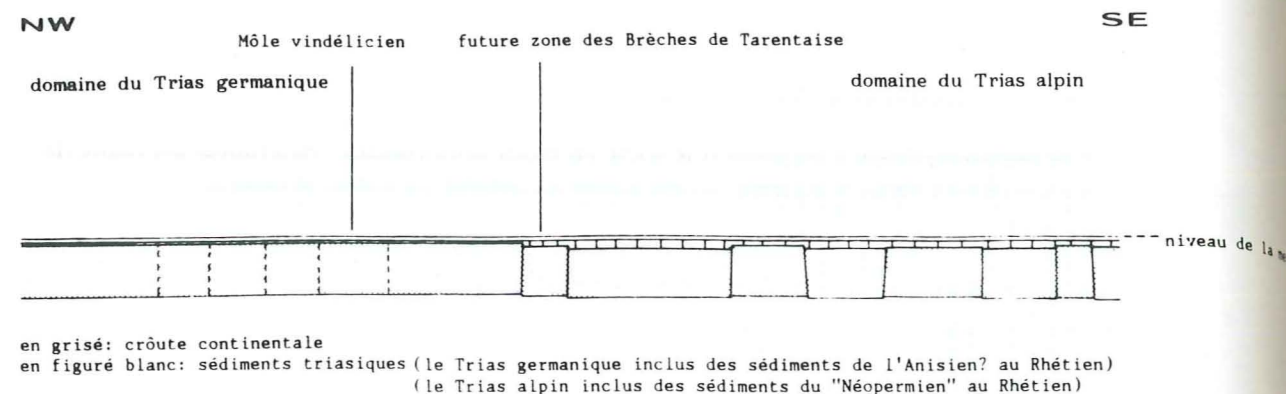 NW
SE
Môle vindélicien future zone des Brèches de Tarentaise
domaine du Trias germanique domaine du Trias alpin
niveau de la
en grisé: crôute continentale
en figuré blanc: sédiments triasiques (le Trias germanique inclus des sédiments de l'Anisien? au Rhétien)
(le Trias alpin inclus des sédiments du "Néopermien" au Rhétien)